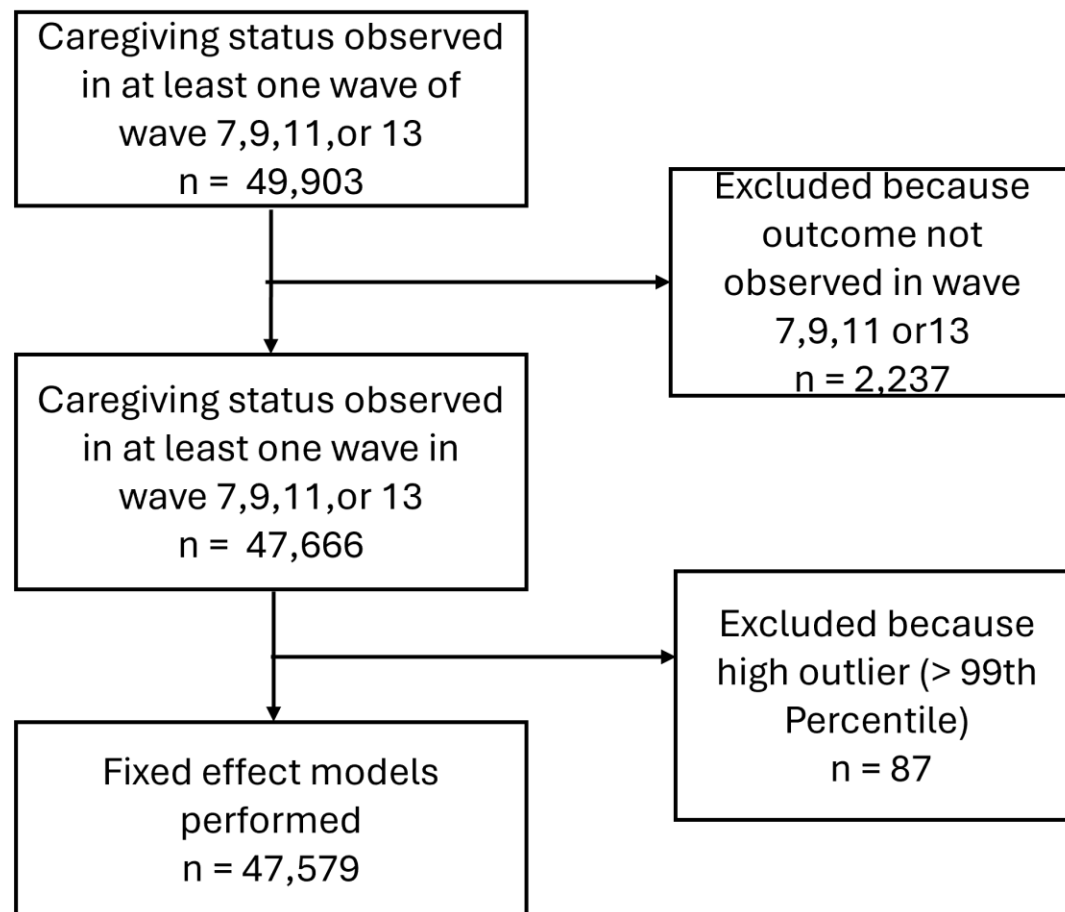 Caregiving status observed
in at least one wave of
wave 7,9,11,or 13
n =  49,903
Excluded because
outcome not
observed in wave
7,9,11 or13
n = 2,237
Caregiving status observed
in at least one wave in
wave 7,9,11,or 13
n =  47,666
Excluded because
high outlier (> 99th
Percentile)
n = 87
Fixed effect models
performed
n = 47,579